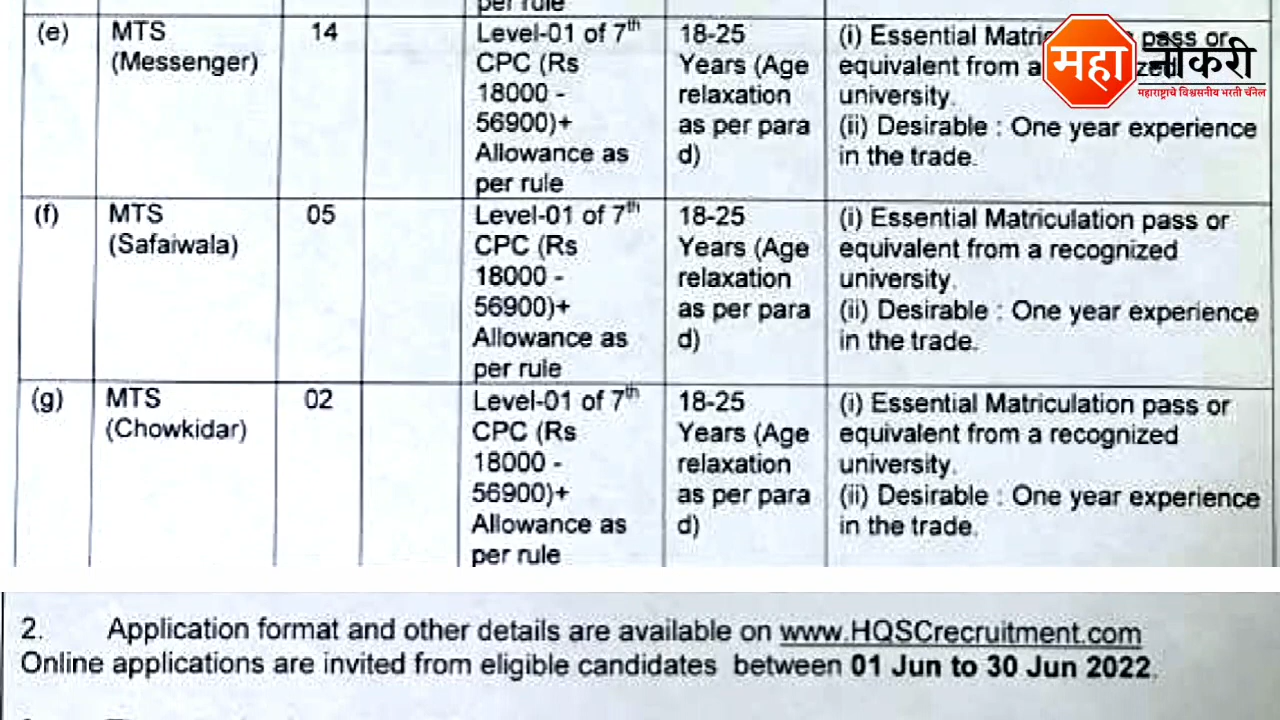 per rule
(e) MTS (Messenger) 14 Level-01 of 7th CPC (Rs 18000 - 56900)+ Allowance as per rule 18-25 Years (Age relaxation as per para d) (i) Essential pass or equivalent from a university. (ii) Desirable : One year experience in the trade.
(f) MTS (Safaiwala) 05 Level-01 of 7th CPC (Rs 18000 - 56900)+ Allowance as per rule 18-25 Years (Age relaxation as per para d) (i) Essential Matriculation pass or equivalent from a recognized university. (ii) Desirable : One year experience in the trade.
(g) MTS (Chowkidar) 02 Level-01 of 7th CPC (Rs 18000 - 56900)+ Allowance as per rule 18-25 Years (Age relaxation as per para d) (i) Essential Matriculation pass or equivalent from a recognized university. (ii) Desirable : One year experience in the trade.
महा नोकरी
महाराष्ट्राचे विश्वसनीय भरती चॅनेल
2. Application format and other details are available on www.HQSCrecruitment.com
Online applications are invited from eligible candidates between 01 Jun to 30 Jun 2022.